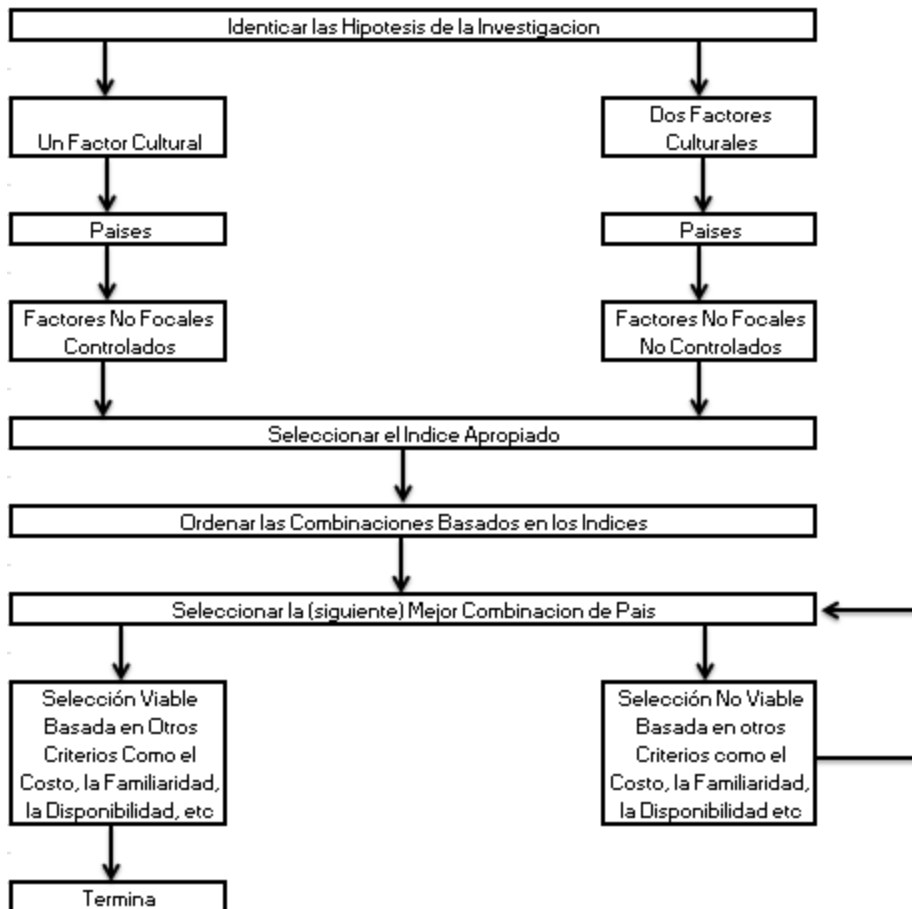 Identicar las Hipotesis de la Investigacion
Un Factor Cultural
Dos Factores
Culturales
Paises
Paises
Factores No Focales
Controlados
Factores No Focales
No Controlados
Seleccionar el Indice Apropiado
Ordenar las Combinaciones Basados en los Indices
Seleccionar la (siguiente) Mejor Combinacion de Pais
Selección Viable
Basada en Otros
Criterios Como el
Costo, la Familiaridad,
la Disponibilidad, etc
Selección No Viable
Basada en otros
Criterios como el
Costo, la Familiaridad,
la Disponibilidad etc
Termina